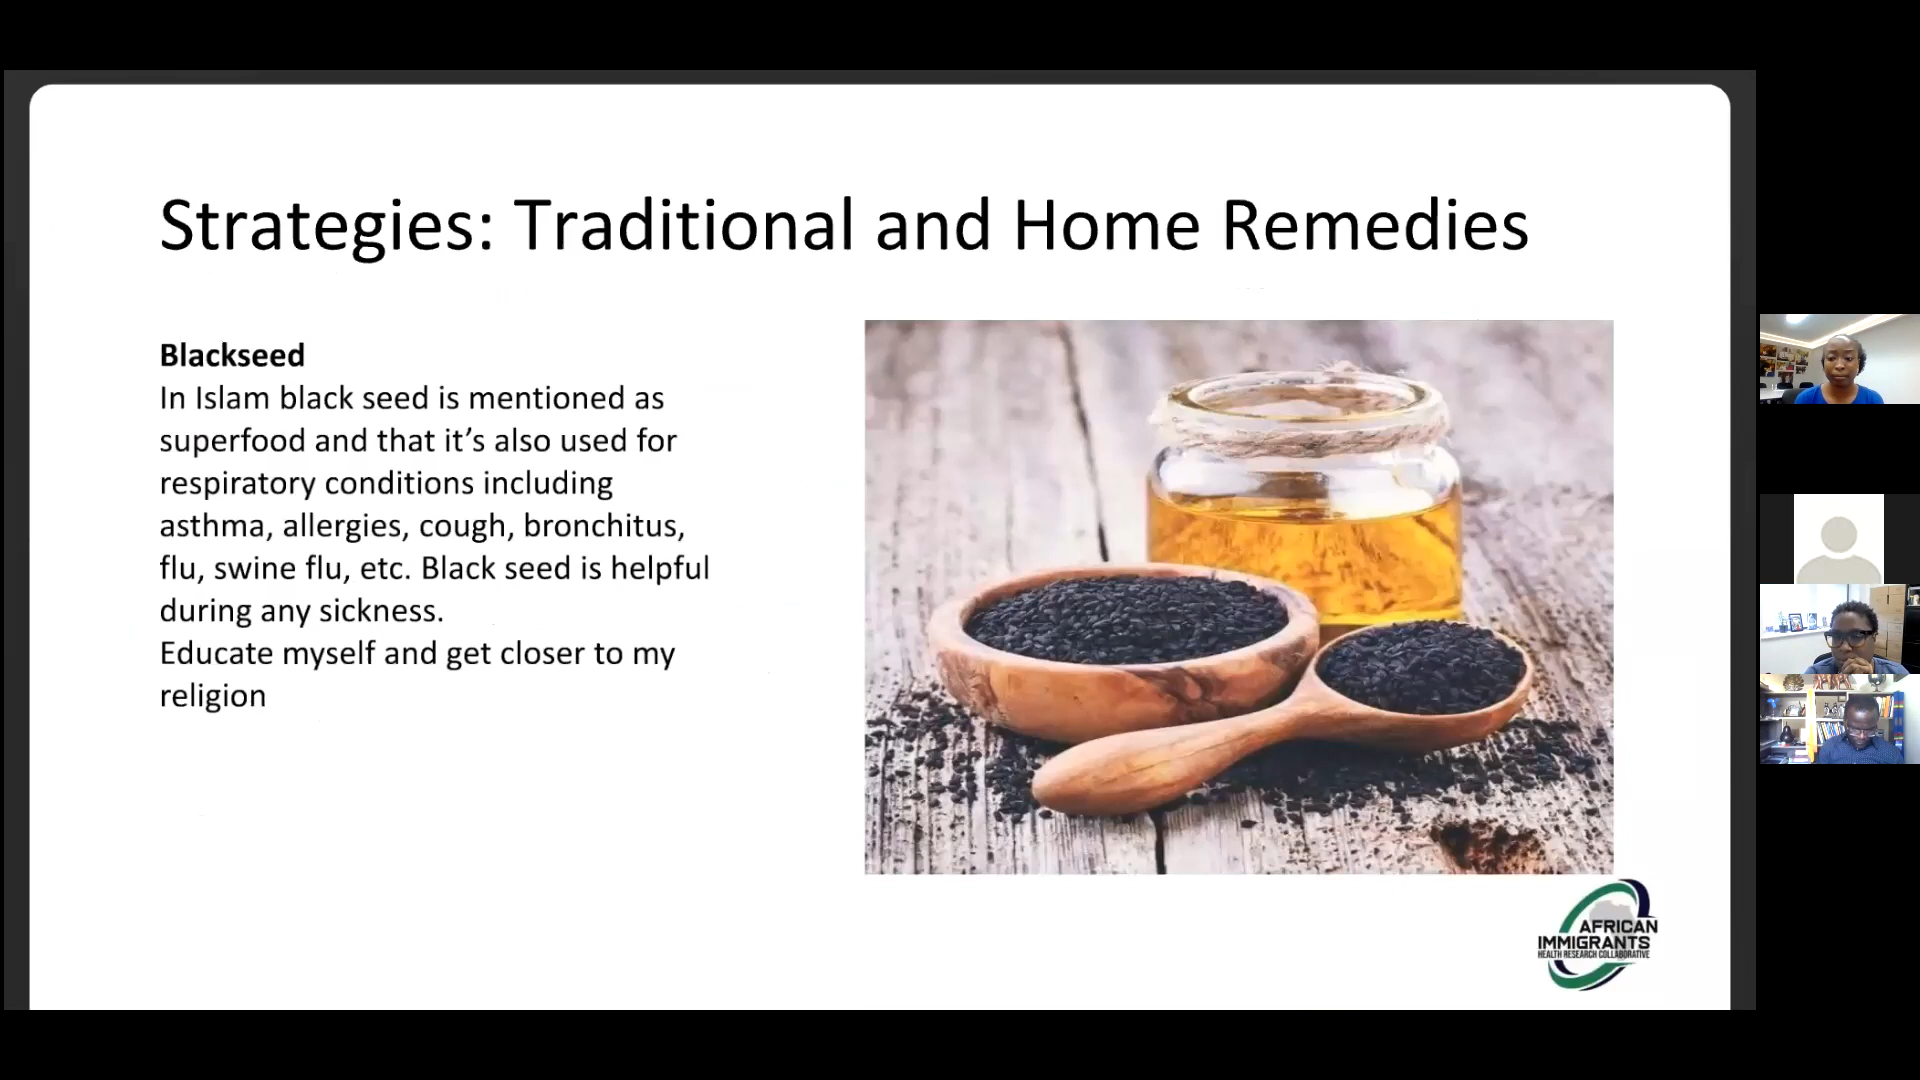 Strategies: Traditional and Home Remedies
Blackseed
In Islam black seed is mentioned as
superfood and that it’s also used for
respiratory conditions including
asthma, allergies, cough, bronchitus,
flu, swine flu, etc. Black seed is helpful
during any sickness.
Educate myself and get closer to my
religion
AFRICAN
IMMIGRANTS
HEALTH RESEARCH COLLABORATIVE